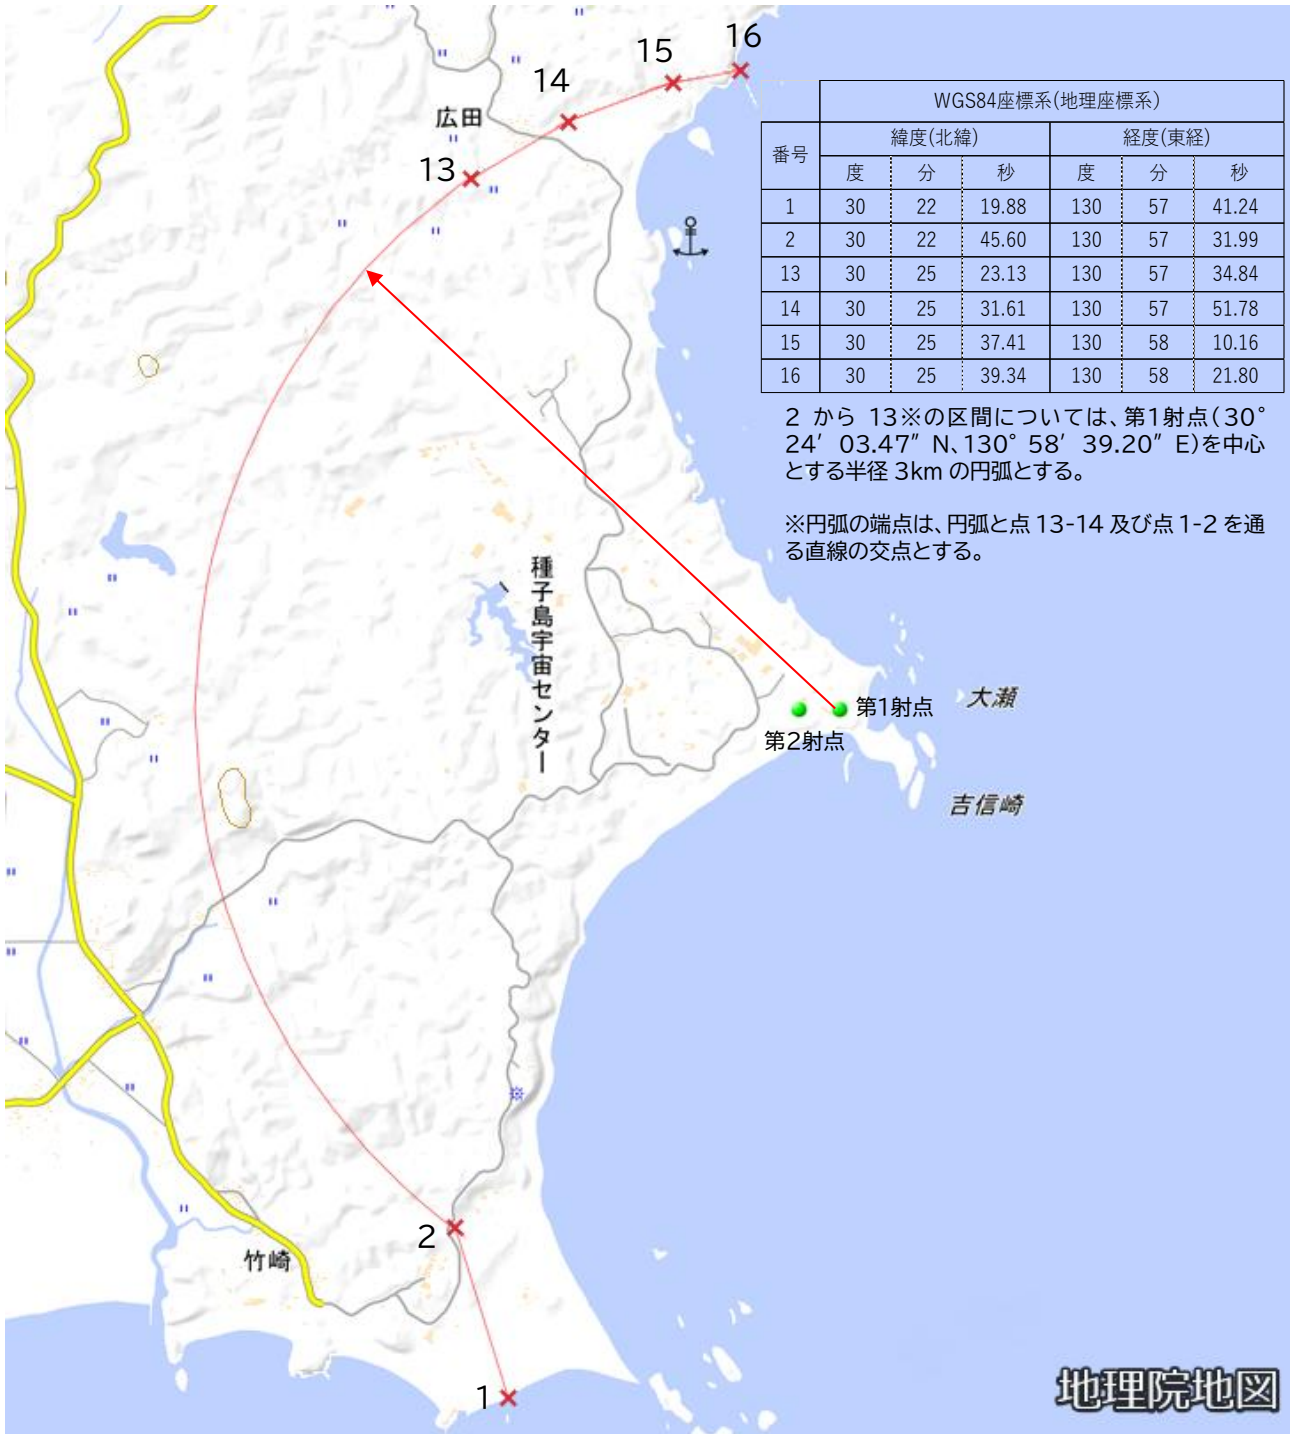 16
15
14
広田
13
WGS84座標系(地理座標系)
番号 緯度(北緯) 経度(東経)
度 分 秒 度 分 秒
1 30 22 19.88 130 57 41.24
2 30 22 45.60 130 57 31.99
13 30 25 23.13 130 57 34.84
14 30 25 31.61 130 57 51.78
15 30 25 37.41 130 58 10.16
16 30 25 39.34 130 58 21.80
2 から 13※の区間については、第1射点(30°
24′ 03.47″ N、130° 58′ 39.20″ E)を中心
とする半径 3km の円弧とする。
※円弧の端点は、円弧と点 13-14 及び点 1-2 を通
る直線の交点とする。
種子島宇宙センター
大瀬
第1射点
第2射点
吉信崎
2
竹崎
1
地理院地図